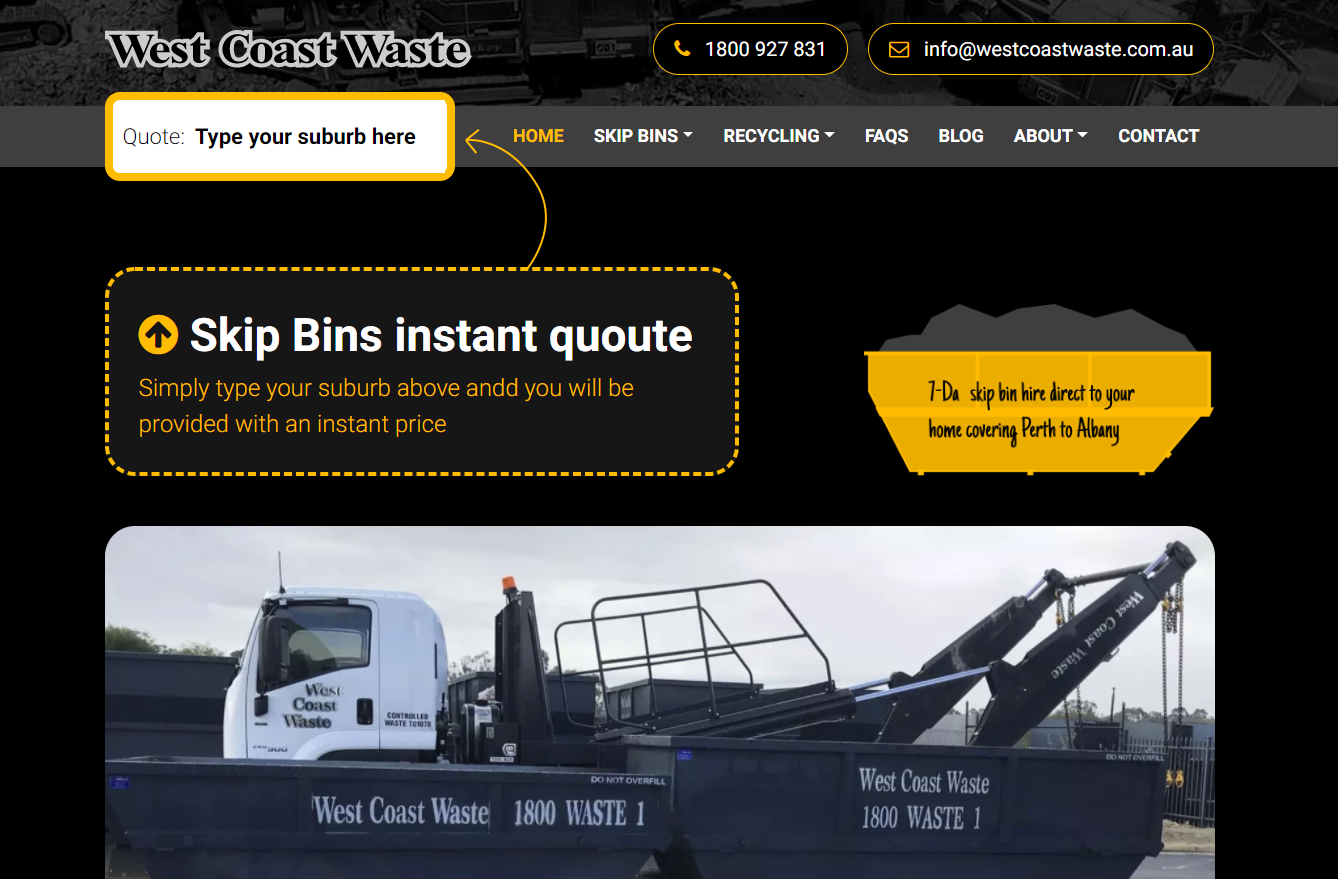 West Coast Waste
1800 927 831
info@westcoastwaste.com.au
Quote: Type your suburb here
HOME SKIP BINS RECYCLING FAQS BLOG ABOUT CONTACT
Skip Bins instant quoute
Simply type your suburb above andd you will be
provided with an instant price
7-Da skip bin hire direct to your
home covering Perth to Albany
West Coast Waste
West
Coast
Waste
CONTROLLED
WASTE T01078
300
TOOL BOX
DO NOT OVERFILL
West Coast Waste 1800 WASTE 1
DO NOT OVERFILL
West Coast Waste
1800 WASTE 1